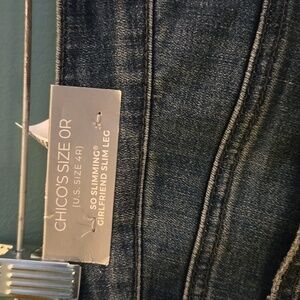 CHICO'S SIZE 0R
(U.S. SIZE 4R)
SO SLIMMING®
GIRLFRIEND SLIM LEG